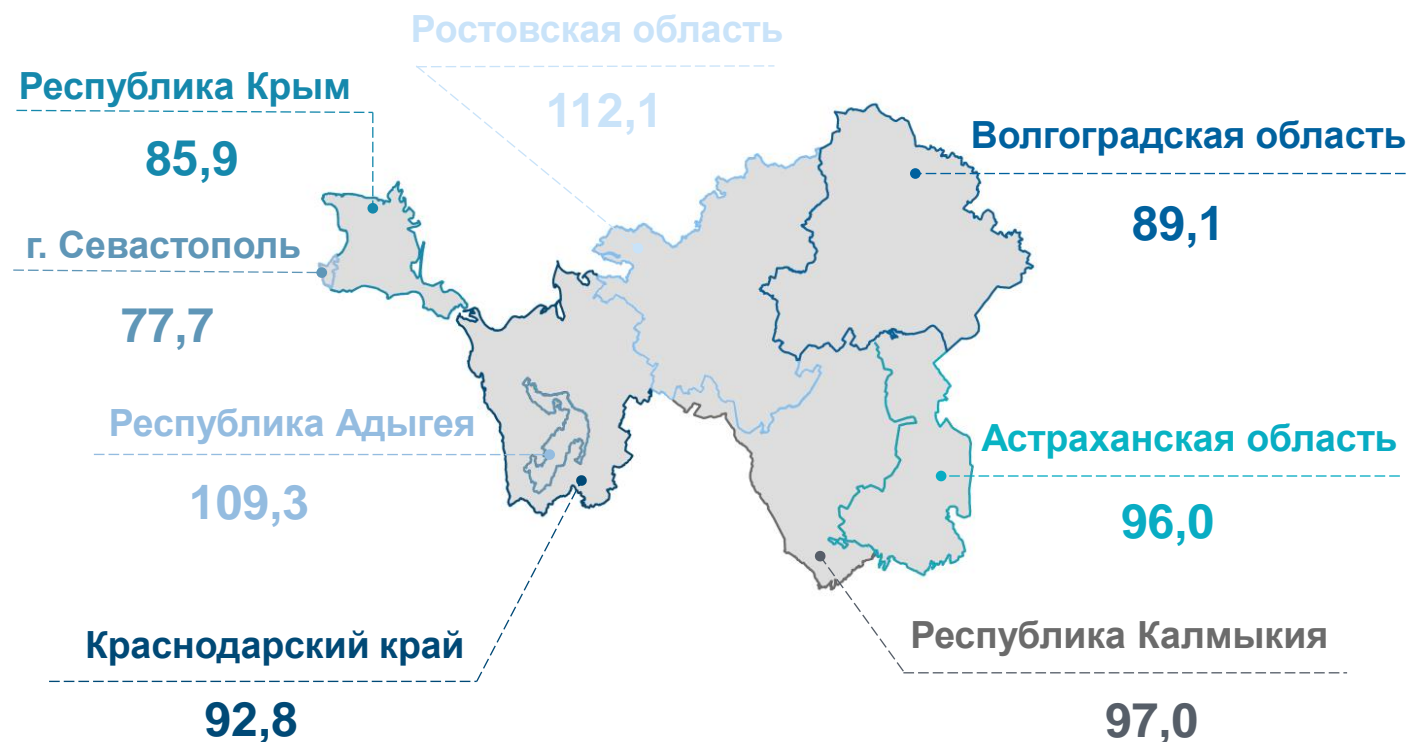 Ростовская область
112,1
Республика Крым
85,9
Волгоградская область
89,1
г. Севастополь
77,7
Республика Адыгея
109,3
Астраханская область
96,0
Краснодарский край
92,8
Республика Калмыкия
97,0